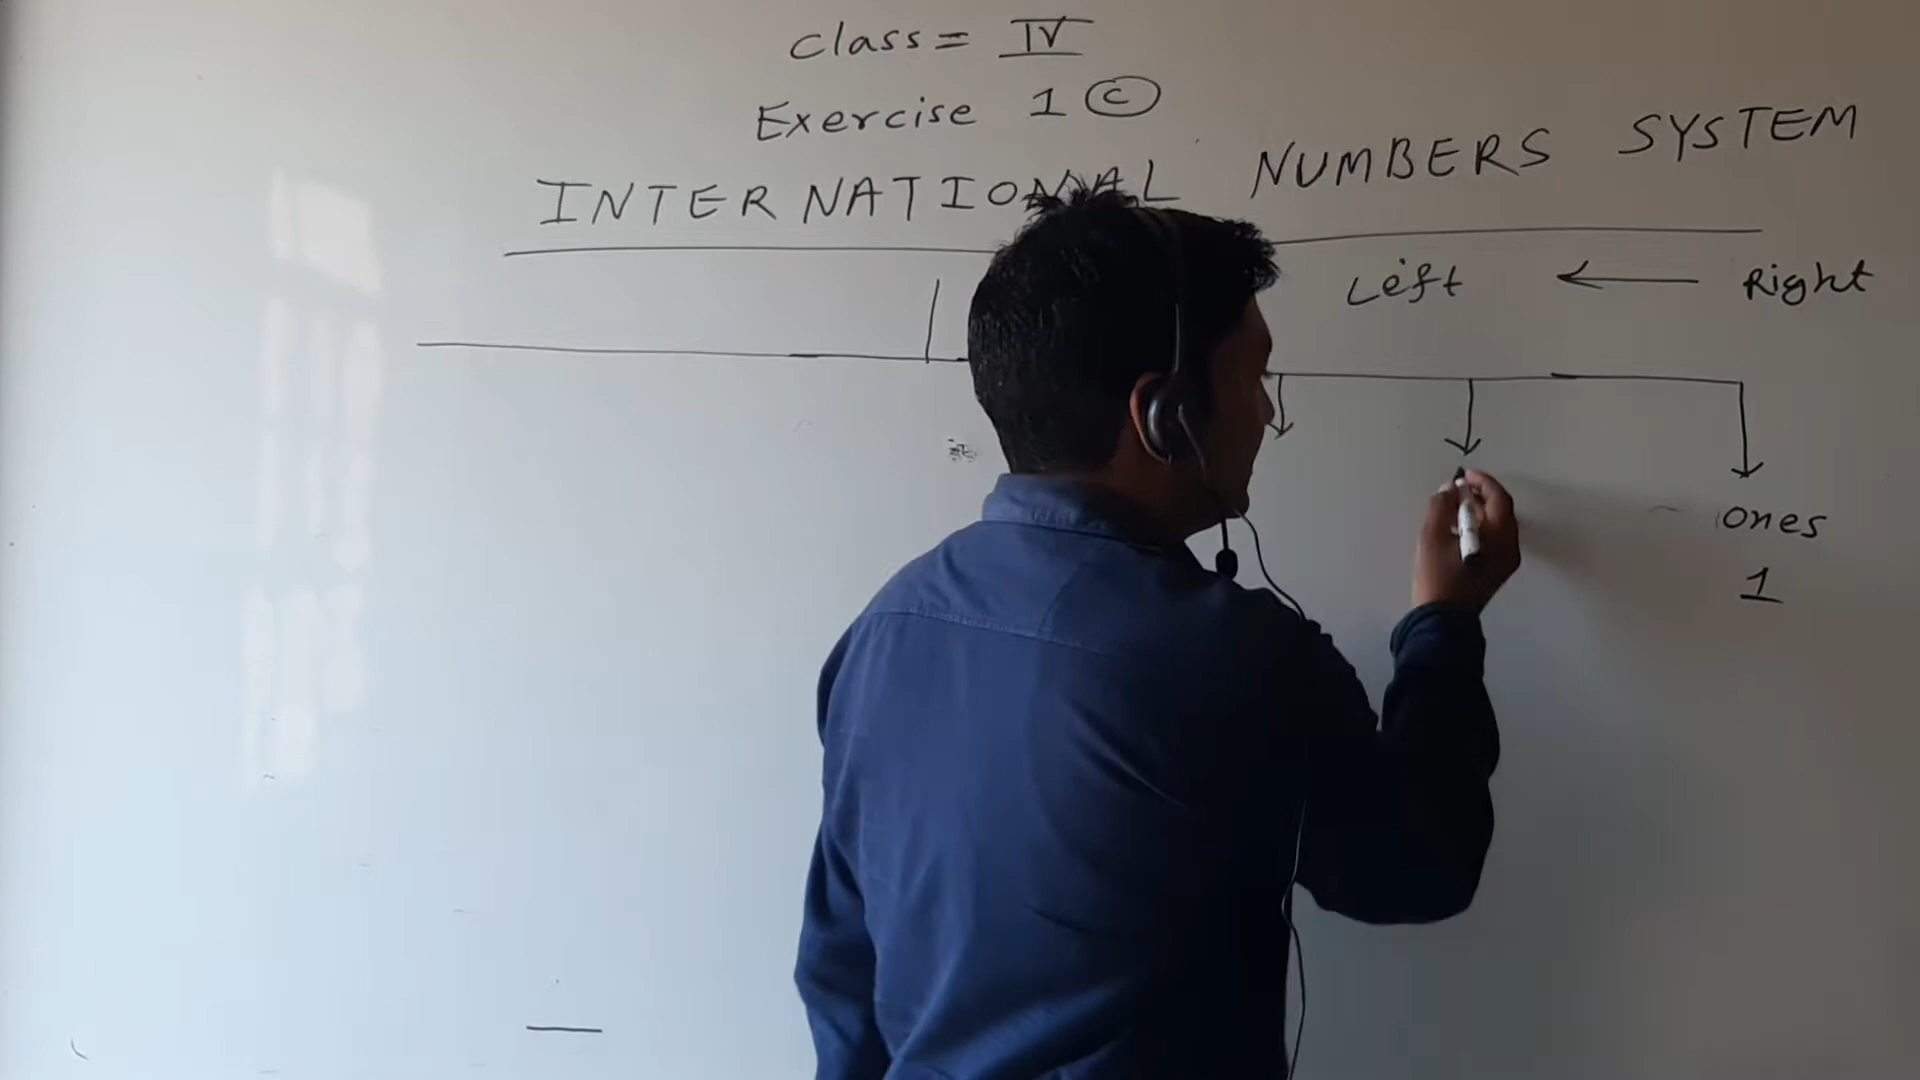 Class = IV
Exercise 1 C
INTERNATIONAL NUMBERS SYSTEM
Left ← Right
ones
1